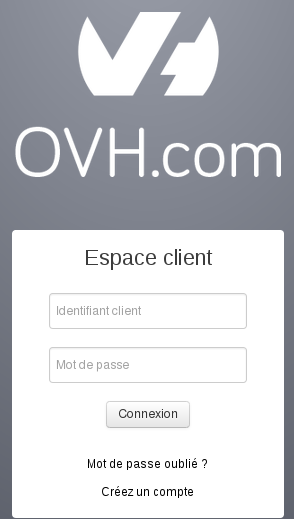 OVH.com
Espace client
Identifiant client
Mot de passe
Connexion
Mot de passe oublié ?
Créez un compte